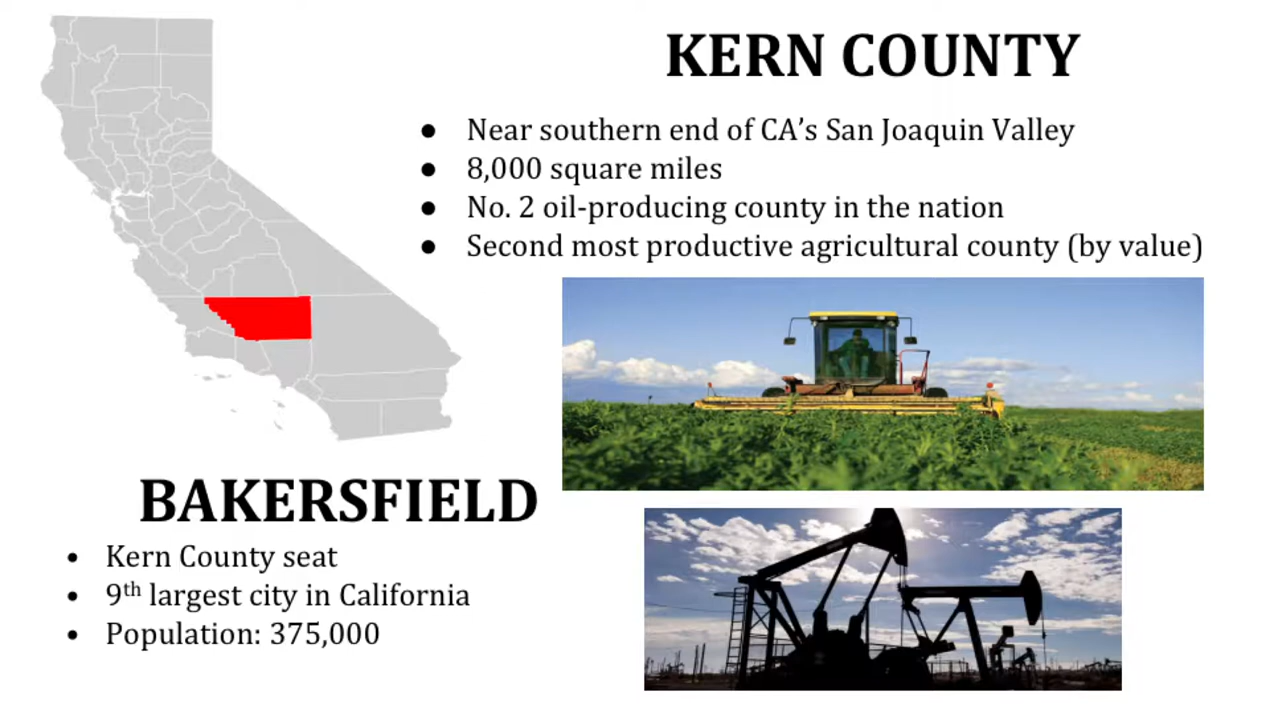 KERN COUNTY
● Near southern end of CA’s San Joaquin Valley
● 8,000 square miles
● No. 2 oil-producing county in the nation
● Second most productive agricultural county (by value)
BAKERSFIELD
• Kern County seat
• 9th largest city in California
• Population: 375,000